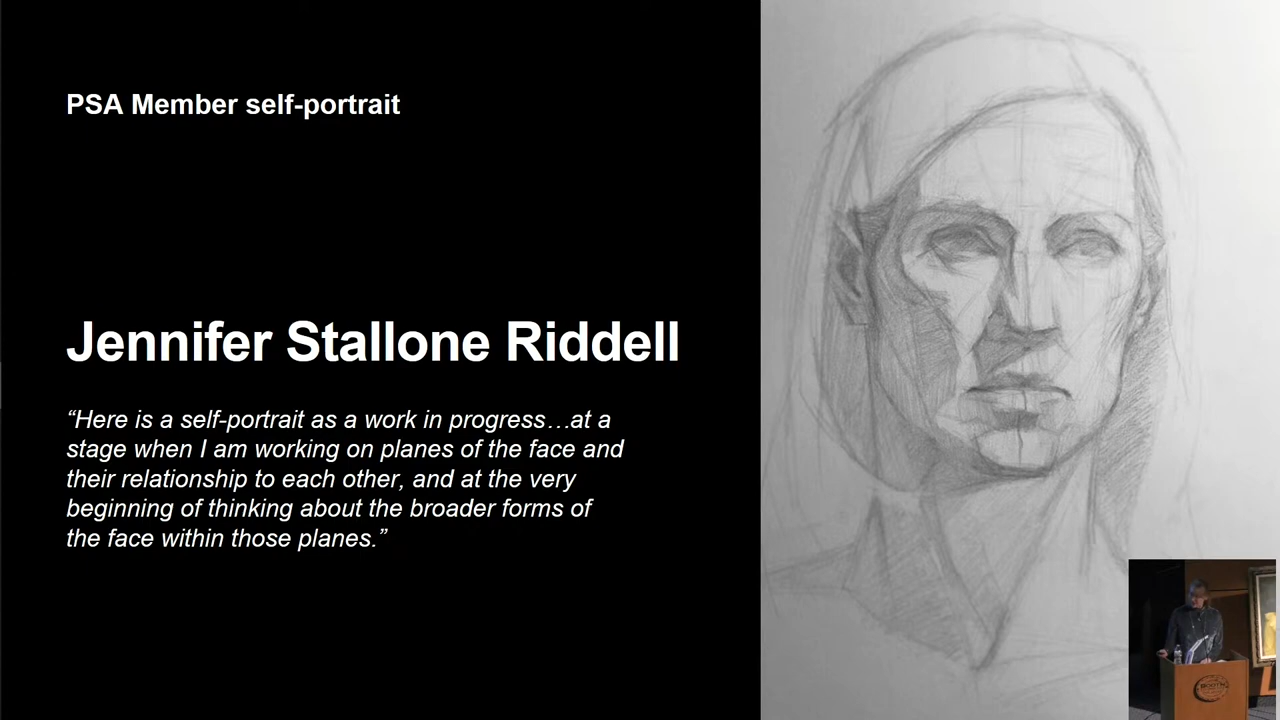 PSA Member self-portrait
Jennifer Stallone Riddell
“Here is a self-portrait as a work in progress…at a
stage when I am working on planes of the face and
their relationship to each other, and at the very
beginning of thinking about the broader forms of
the face within those planes.”
BOOTH